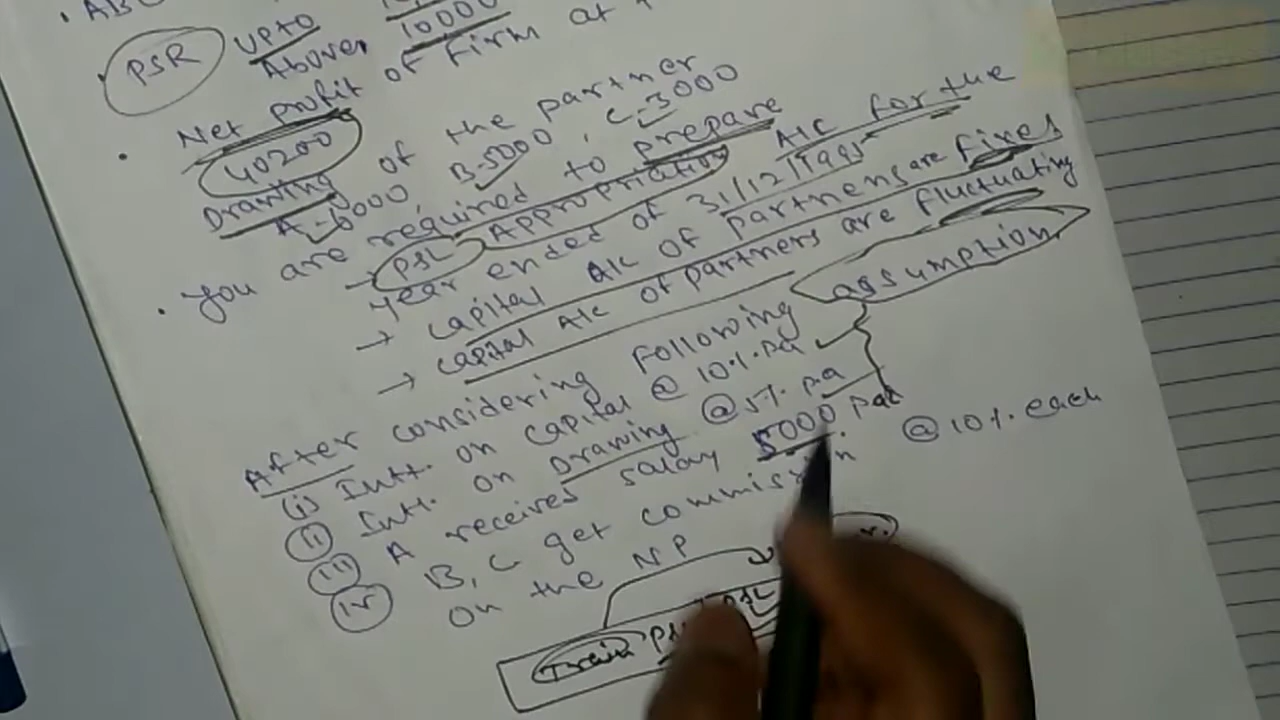 ABC
PSR upto
Above 10000
Net profit of Firm at
40200
Drawing of the partner
A-6000, B-5000, C-3000
You are required to prepare
→ P&L Appropriation A/C for the
year ended of 31/12/1995
→ capital A/C of partners are fixes
→ capital A/C of partners are fluctuating
assumption
After considering Following
(i) Intt. on capital @ 10%. Pa
(ii) Intt. on Drawing @ 5%. pa
(iii) A receives salary 5000 pa
(iv) B, C get commission. @ 10%. each
on the NP